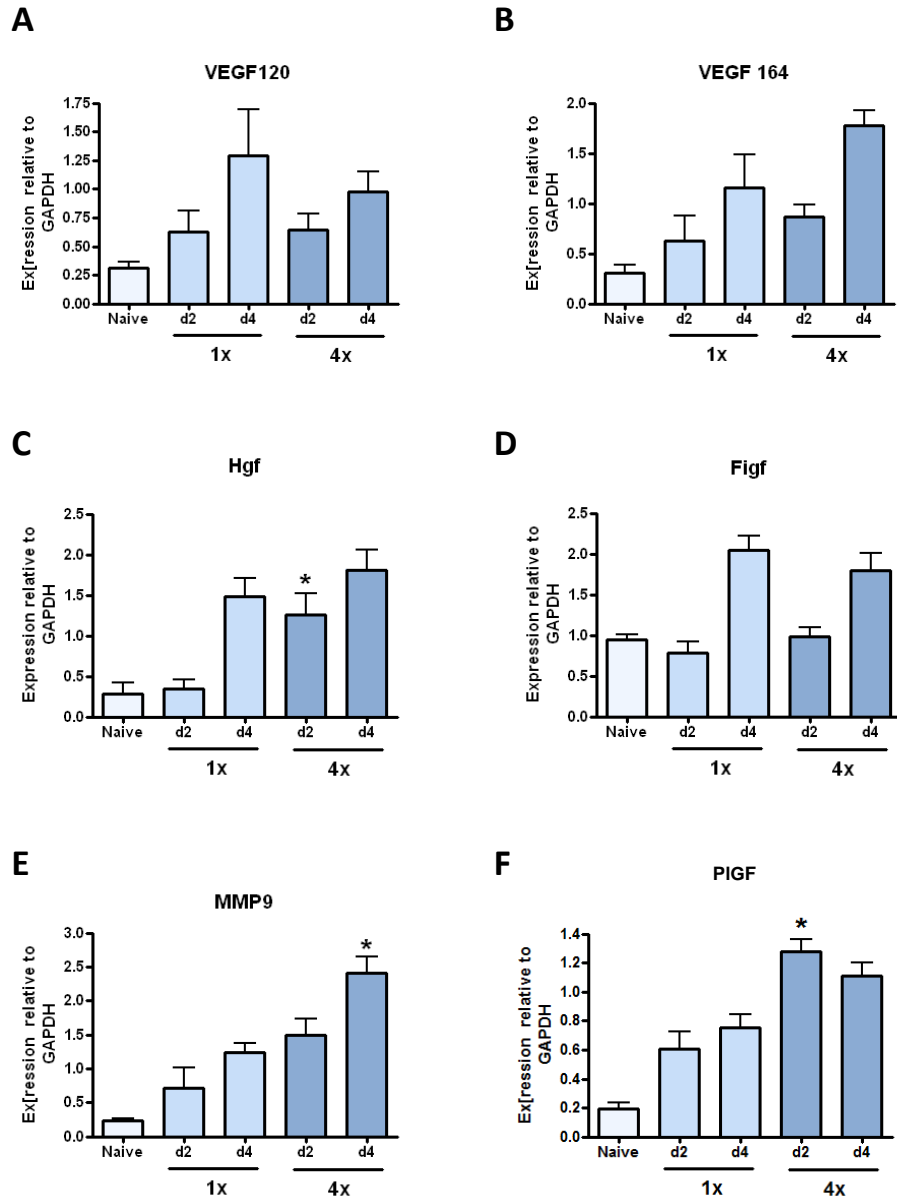 A
VEGF120
Ex[ression relative to
GAPDH
1.75
1.50
1.25
1.00
0.75
0.50
0.25
0.00
Naive d2 d4 d2 d4
1x 4x
B
VEGF 164
Ex[ression relative to
GAPDH
2.0
1.5
1.0
0.5
0.0
Naive d2 d4 d2 d4
1x 4x
C
Hgf
Expression relative to
GAPDH
2.5
2.0
1.5
1.0
0.5
0.0
*
Naive d2 d4 d2 d4
1x 4x
D
Figf
Expression relative to
GAPDH
2.5
2.0
1.5
1.0
0.5
0.0
Naive d2 d4 d2 d4
1x 4x
E
MMP9
Ex[ression relative to
GAPDH
3.0
2.5
2.0
1.5
1.0
0.5
0.0
*
Naive d2 d4 d2 d4
1x 4x
F
PIGF
Ex[ression relative to
GAPDH
1.4
1.2
1.0
0.8
0.6
0.4
0.2
0.0
*
Naive d2 d4 d2 d4
1x 4x